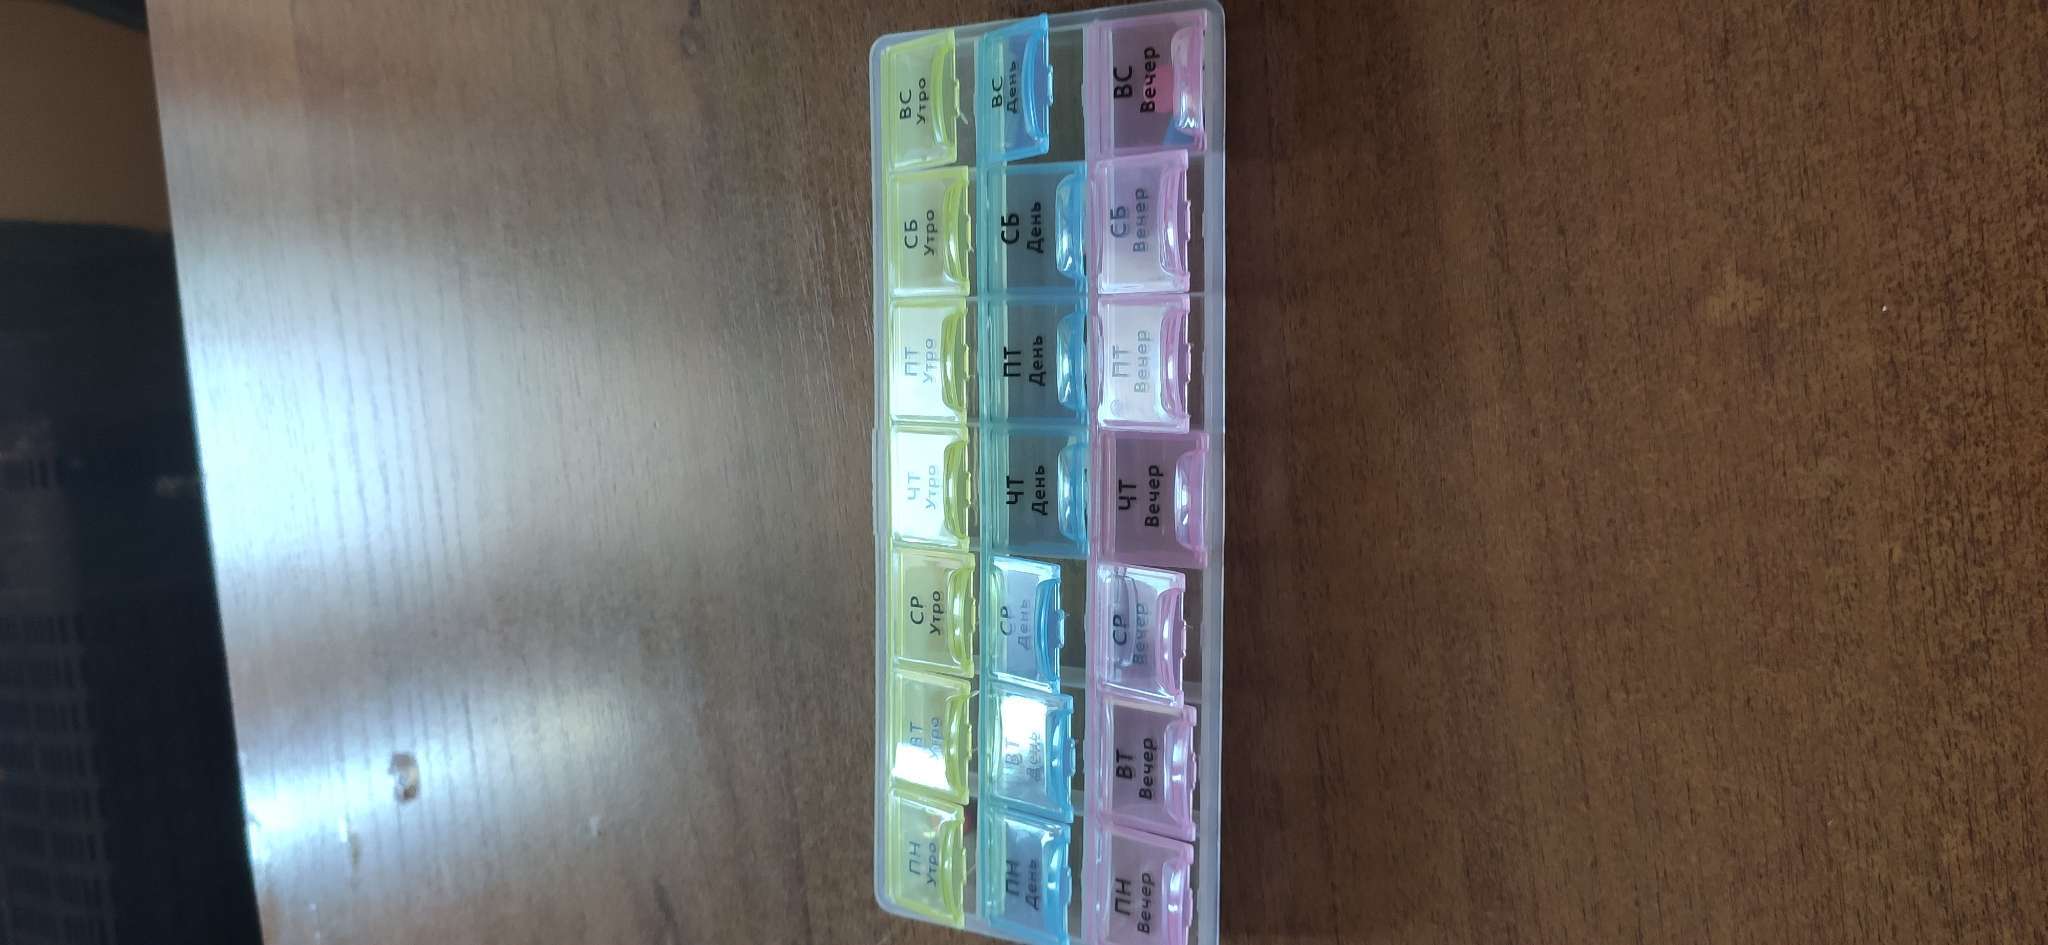 ПН
Утро
ВТ
Утро
СР
Утро
ЧТ
Утро
ПТ
Утро
СБ
Утро
ВС
Утро
ПН
День
ВТ
День
СР
День
ЧТ
День
ПТ
День
СБ
День
ВС
День
ПН
Вечер
ВТ
Вечер
СР
Вечер
ЧТ
Вечер
ПТ
Вечер
СБ
Вечер
ВС
Вечер